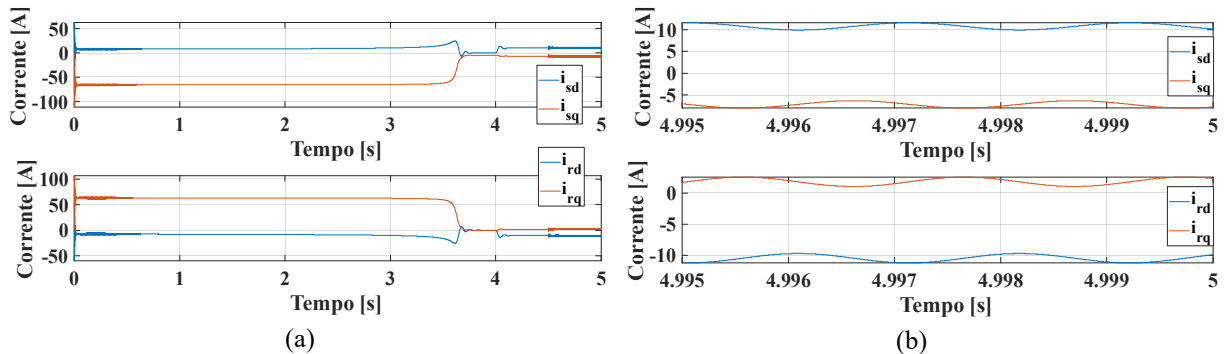 Corrente [A]
50
0
-50
-100
i_sd
i_sq
0 1 2 3 4 5
Tempo [s]
Corrente [A]
100
50
0
-50
i_rd
i_rq
0 1 2 3 4 5
Tempo [s]
(a)
Corrente [A]
10
5
0
-5
i_sd
i_sq
4.995 4.996 4.997 4.998 4.999 5
Tempo [s]
Corrente [A]
0
-5
-10
i_rd
i_rq
4.995 4.996 4.997 4.998 4.999 5
Tempo [s]
(b)